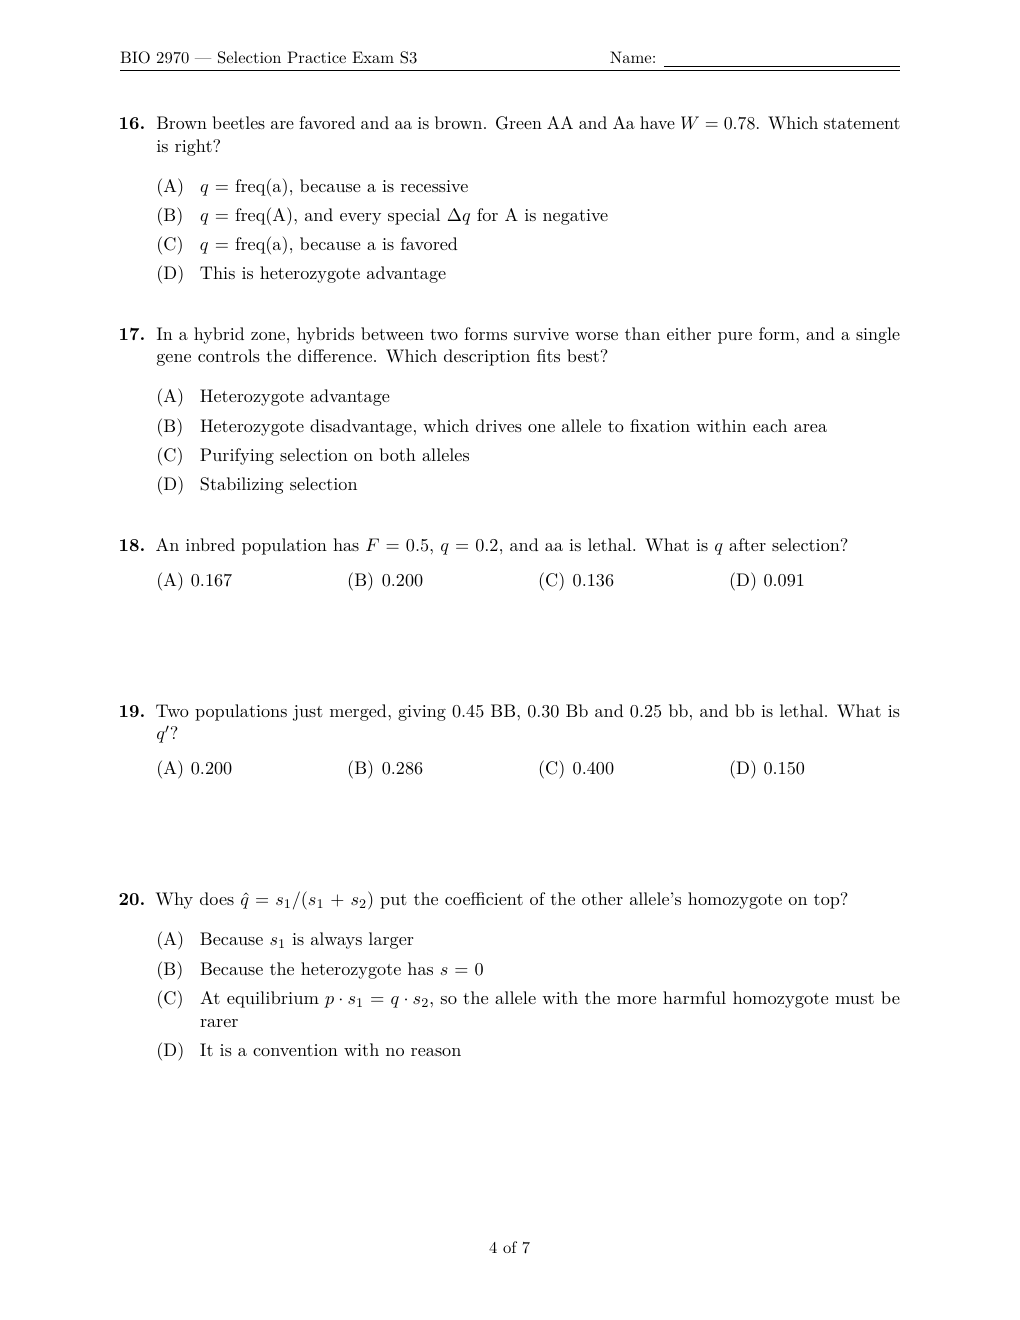 BIO 2970 — Selection Practice Exam S3 Name:
16. Brown beetles are favored and aa is brown. Green AA and Aa have W = 0.78. Which statement
is right?
(A) q = freq(a), because a is recessive
(B) q = freq(A), and every special Δq for A is negative
(C) q = freq(a), because a is favored
(D) This is heterozygote advantage
17. In a hybrid zone, hybrids between two forms survive worse than either pure form, and a single
gene controls the difference. Which description fits best?
(A) Heterozygote advantage
(B) Heterozygote disadvantage, which drives one allele to fixation within each area
(C) Purifying selection on both alleles
(D) Stabilizing selection
18. An inbred population has F = 0.5, q = 0.2, and aa is lethal. What is q after selection?
(A) 0.167 (B) 0.200 (C) 0.136 (D) 0.091
19. Two populations just merged, giving 0.45 BB, 0.30 Bb and 0.25 bb, and bb is lethal. What is
q′?
(A) 0.200 (B) 0.286 (C) 0.400 (D) 0.150
20. Why does q̂ = s₁/(s₁ + s₂) put the coefficient of the other allele's homozygote on top?
(A) Because s₁ is always larger
(B) Because the heterozygote has s = 0
(C) At equilibrium p · s₁ = q · s₂, so the allele with the more harmful homozygote must be
rarer
(D) It is a convention with no reason
4 of 7